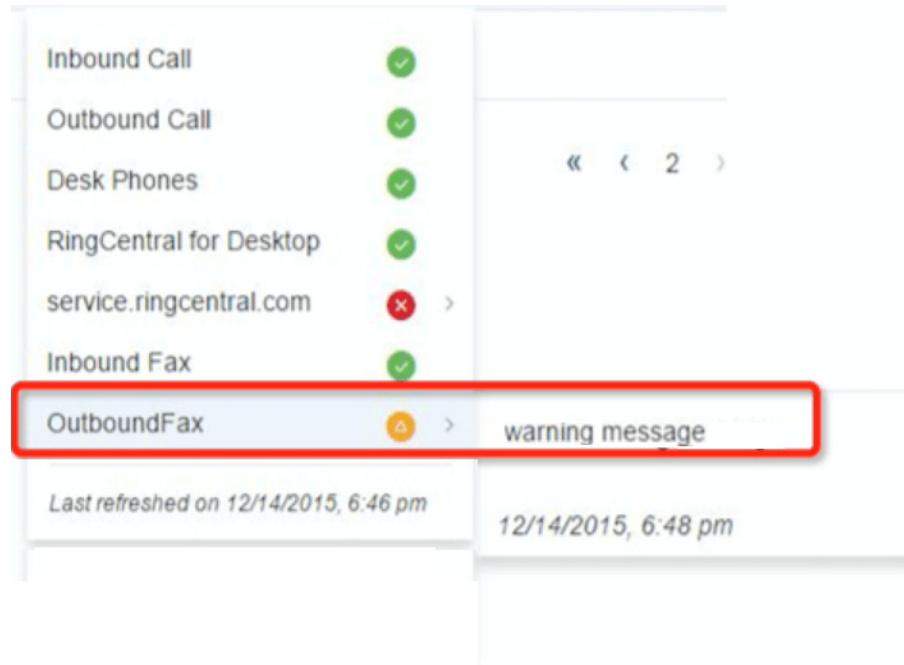 Inbound Call
Outbound Call
« ‹ 2 ›
Desk Phones
RingCentral for Desktop
service.ringcentral.com
Inbound Fax
OutboundFax
warning message
Last refreshed on 12/14/2015, 6:46 pm
12/14/2015, 6:48 pm